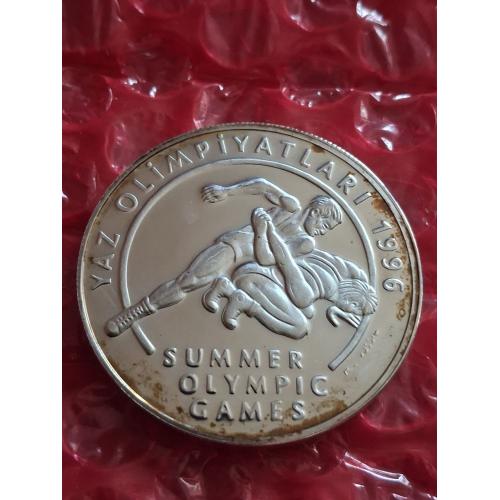 YAZ OLİMPİYATLARI 1996
SUMMER
OLYMPIC
GAMES